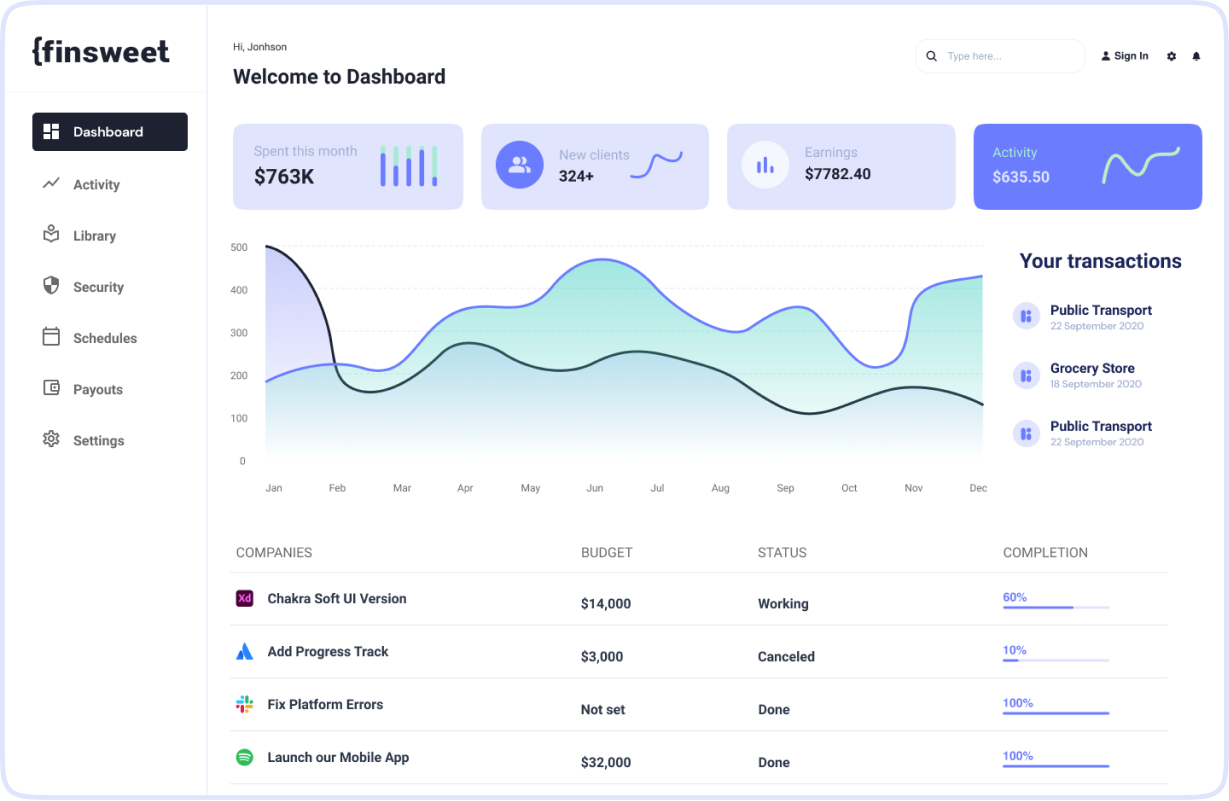 {finsweet
Dashboard
Activity
Library
Security
Schedules
Payouts
Settings
Hi, Jonhson
Welcome to Dashboard
Type here...
Sign In
Spent this month
$763K
New clients
324+
Earnings
$7782.40
Activity
$635.50
500
400
300
200
100
0
Jan Feb Mar Apr May Jun Jul Aug Sep Oct Nov Dec
Your transactions
Public Transport
22 September 2020
Grocery Store
18 September 2020
Public Transport
22 September 2020
COMPANIES BUDGET STATUS COMPLETION
Xd Chakra Soft UI Version $14,000 Working 60%
Add Progress Track $3,000 Canceled 10%
Fix Platform Errors Not set Done 100%
Launch our Mobile App $32,000 Done 100%